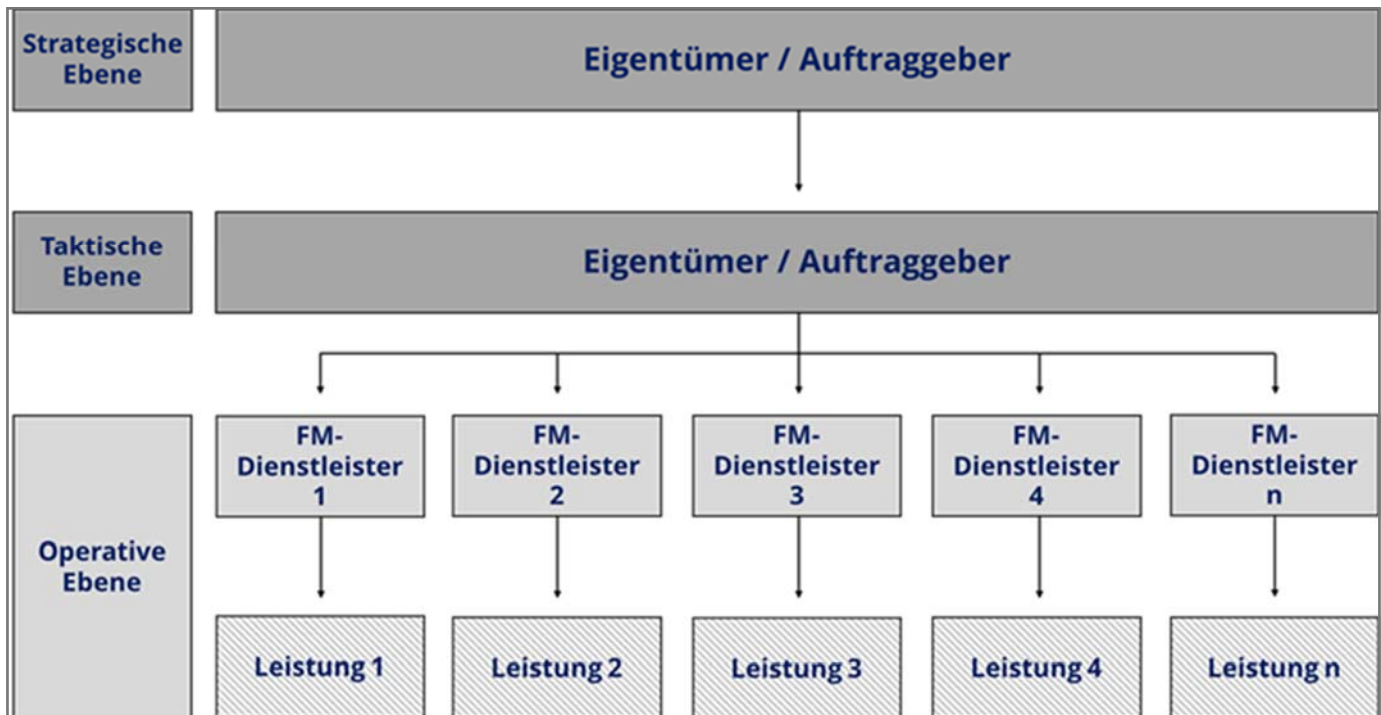 Strategische
Ebene
Eigentümer / Auftraggeber
Taktische
Ebene
Eigentümer / Auftraggeber
FM-
Dienstleister
1
FM-
Dienstleister
2
FM-
Dienstleister
3
FM-
Dienstleister
4
FM-
Dienstleister
n
Operative
Ebene
Leistung 1
Leistung 2
Leistung 3
Leistung 4
Leistung n